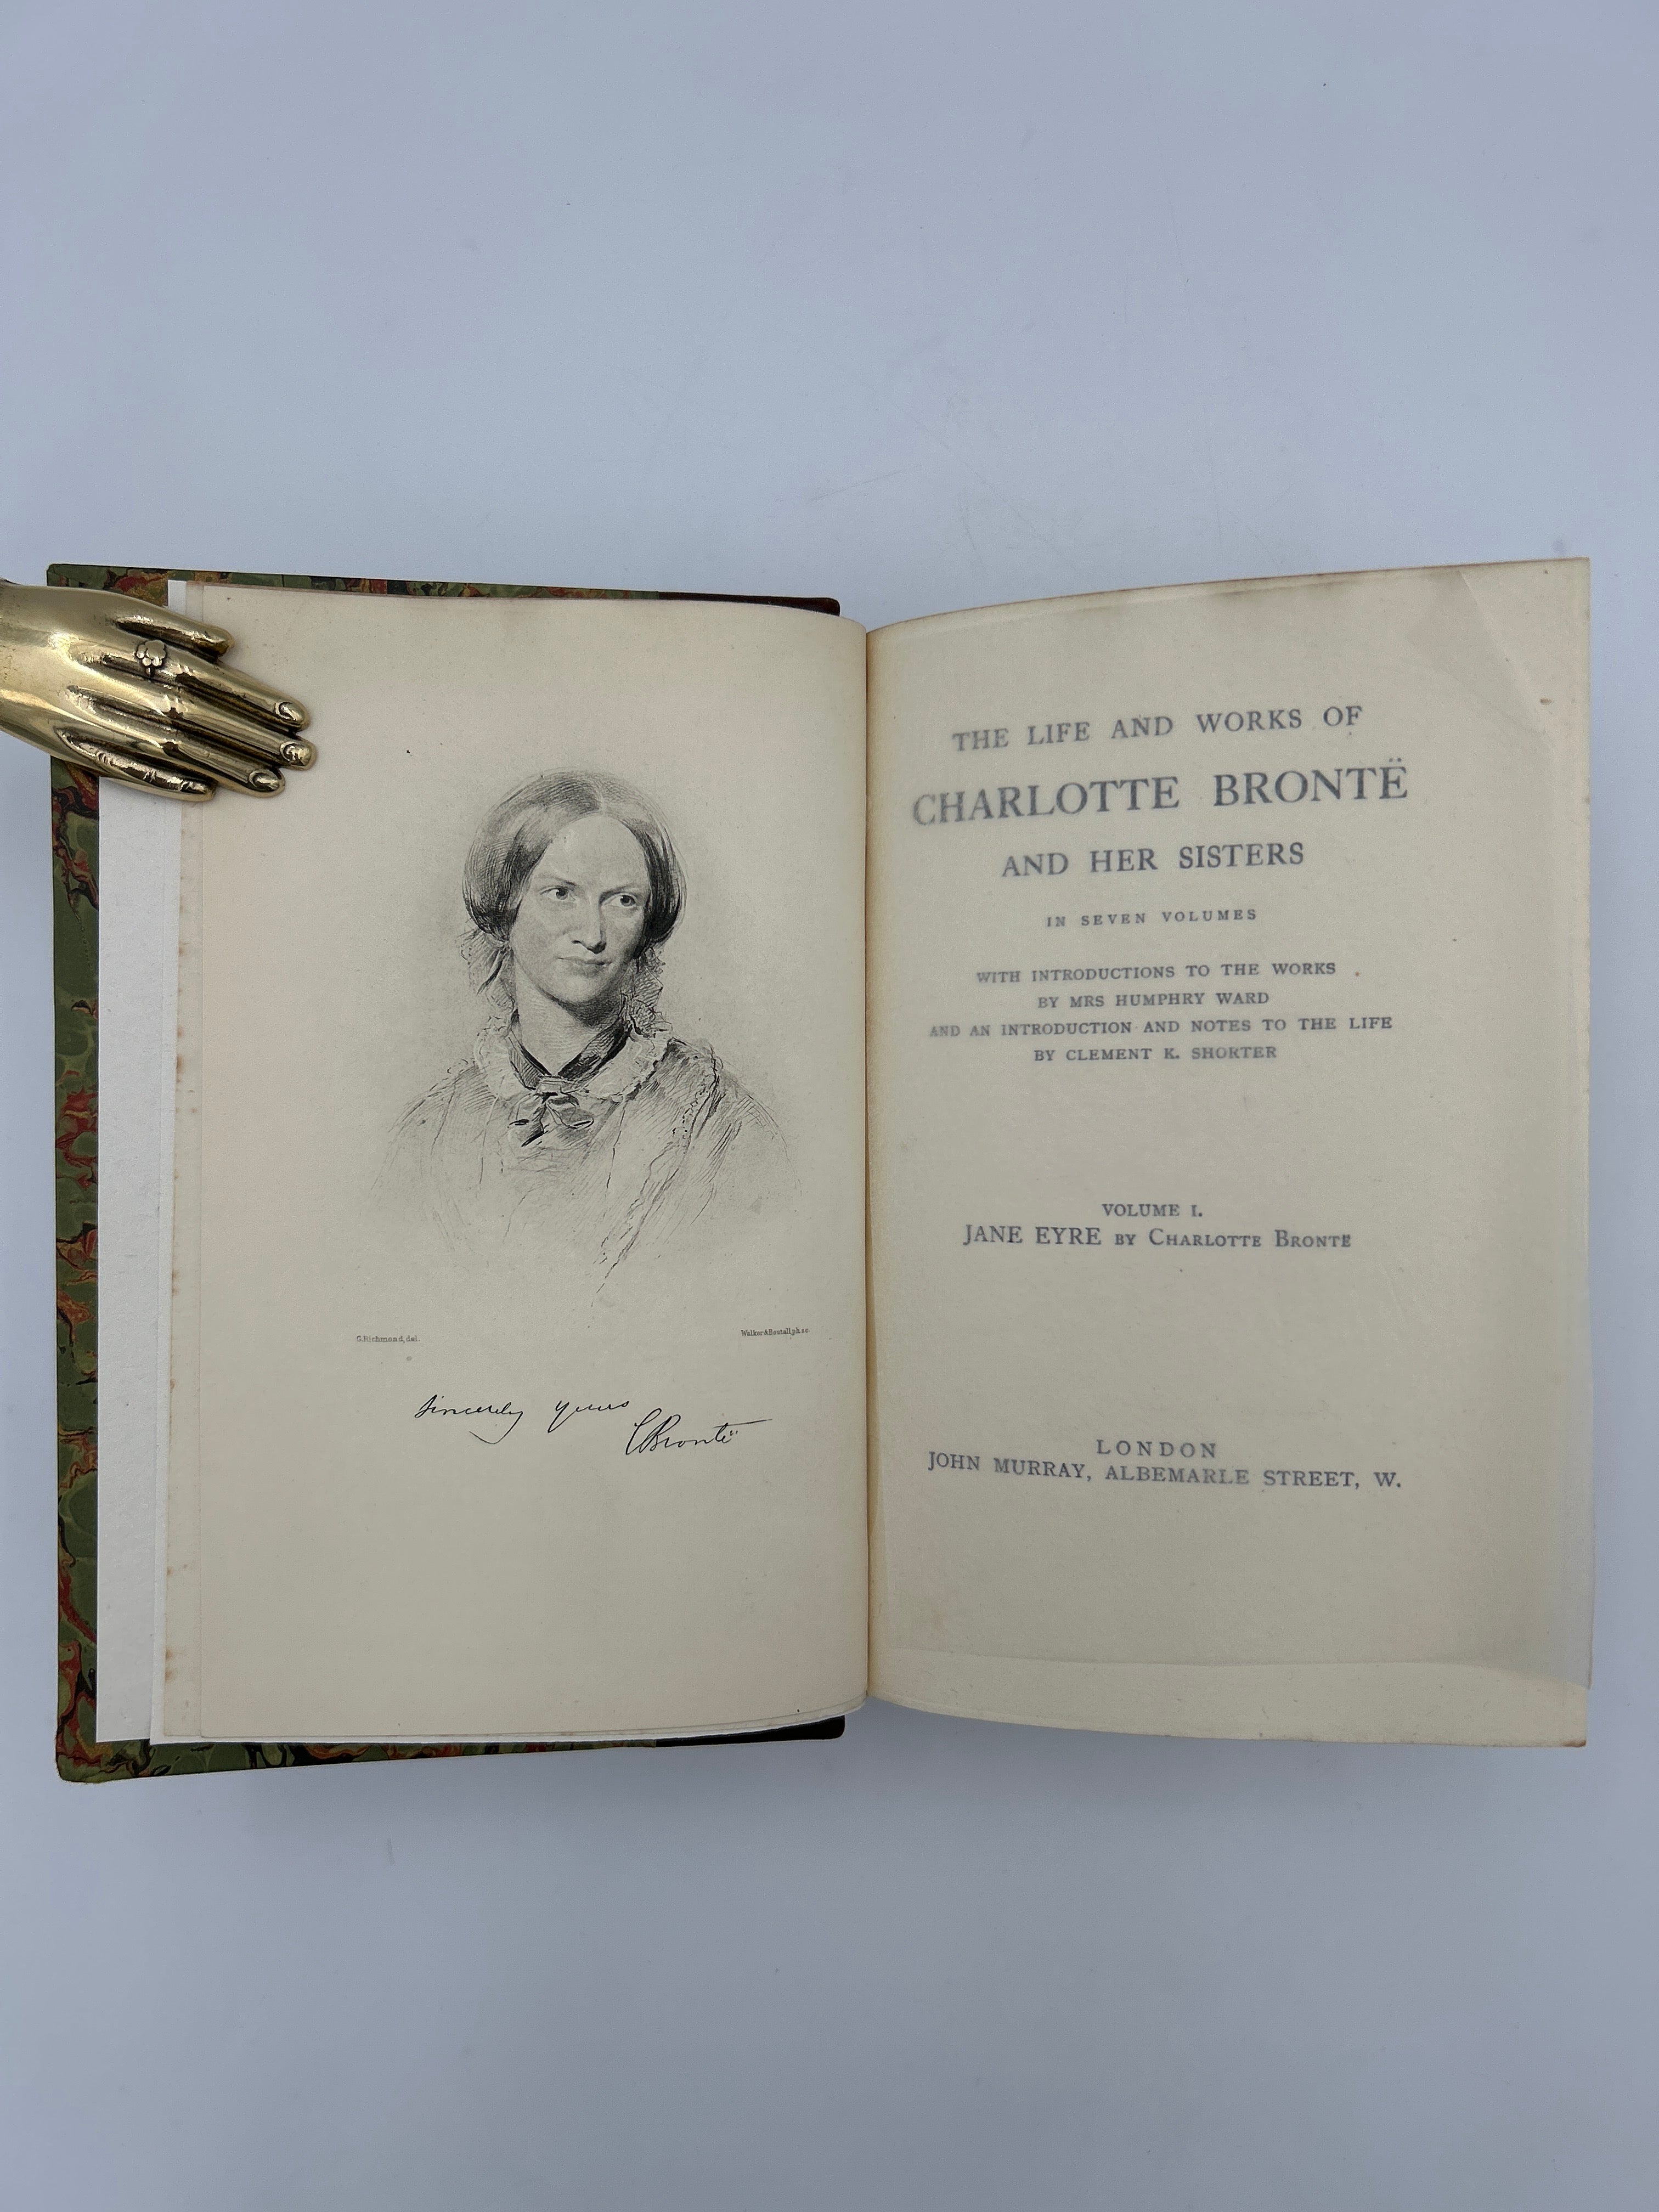 G. Richmond, del.
Walker & Boutall ph.sc.
Sincerely yours
CBrontë
THE LIFE AND WORKS OF
CHARLOTTE BRONTË
AND HER SISTERS
IN SEVEN VOLUMES
WITH INTRODUCTIONS TO THE WORKS
BY MRS HUMPHRY WARD
AND AN INTRODUCTION AND NOTES TO THE LIFE
BY CLEMENT K. SHORTER
VOLUME I.
JANE EYRE BY CHARLOTTE BRONTË
LONDON
JOHN MURRAY, ALBEMARLE STREET, W.